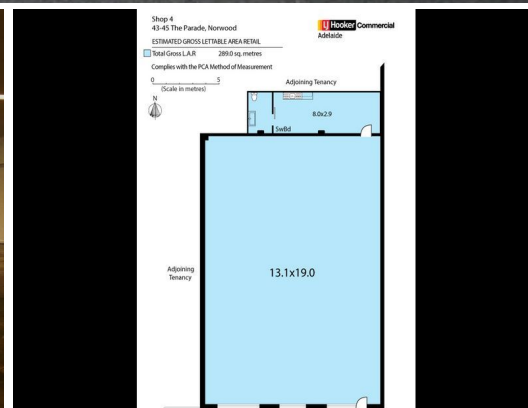 Shop 4
43-45 The Parade, Norwood
LJ Hooker Commercial
Adelaide
ESTIMATED GROSS LETTABLE AREA RETAIL
Total Gross L.A.R 289.0 sq. metres
Complies with the PCA Method of Measurement
0 5
(Scale in metres)
N
Adjoining Tenancy
8.0x2.9
SwBd
Adjoining
Tenancy
13.1x19.0